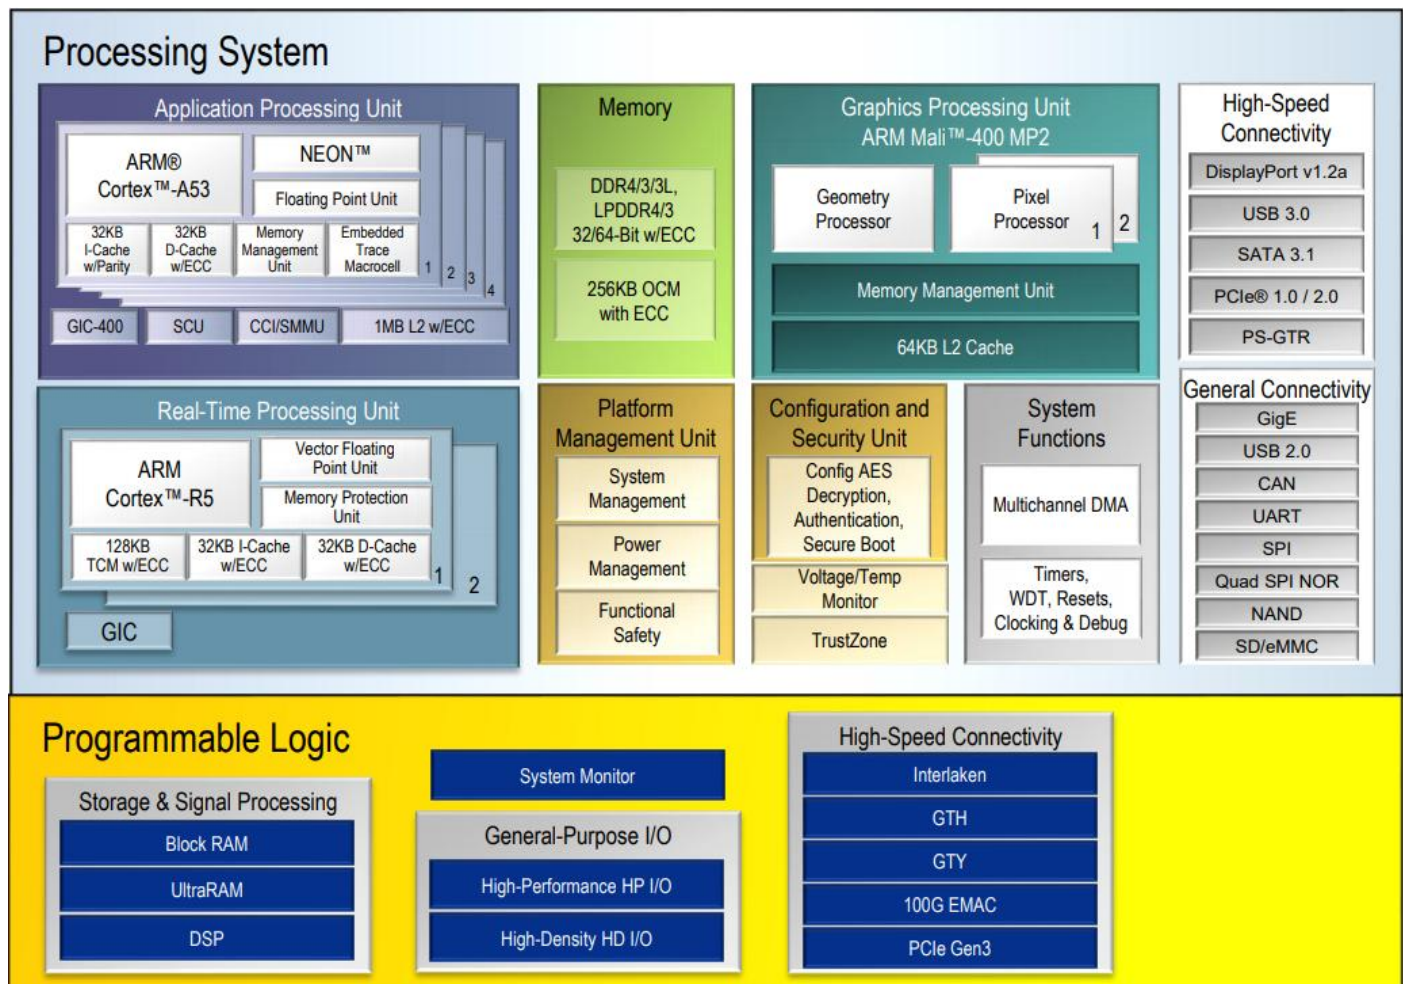 Processing System
Application Processing Unit
ARM®
Cortex™-A53
NEON™
Floating Point Unit
32KB
I-Cache
w/Parity
32KB
D-Cache
w/ECC
Memory
Management
Unit
Embedded
Trace
Macrocell
1
2
3
4
GIC-400
SCU
CCI/SMMU
1MB L2 w/ECC
Memory
DDR4/3/3L,
LPDDR4/3
32/64-Bit w/ECC
256KB OCM
with ECC
Graphics Processing Unit
ARM Mali™-400 MP2
Geometry
Processor
Pixel
Processor
1
2
Memory Management Unit
64KB L2 Cache
High-Speed
Connectivity
DisplayPort v1.2a
USB 3.0
SATA 3.1
PCIe® 1.0 / 2.0
PS-GTR
Real-Time Processing Unit
ARM
Cortex™-R5
Vector Floating
Point Unit
Memory Protection
Unit
128KB
TCM w/ECC
32KB I-Cache
w/ECC
32KB D-Cache
w/ECC
1
2
GIC
Platform
Management Unit
System
Management
Power
Management
Functional
Safety
Configuration and
Security Unit
Config AES
Decryption,
Authentication,
Secure Boot
Voltage/Temp
Monitor
TrustZone
System
Functions
Multichannel DMA
Timers,
WDT, Resets,
Clocking & Debug
General Connectivity
GigE
USB 2.0
CAN
UART
SPI
Quad SPI NOR
NAND
SD/eMMC
Programmable Logic
Storage & Signal Processing
Block RAM
UltraRAM
DSP
System Monitor
General-Purpose I/O
High-Performance HP I/O
High-Density HD I/O
High-Speed Connectivity
Interlaken
GTH
GTY
100G EMAC
PCIe Gen3